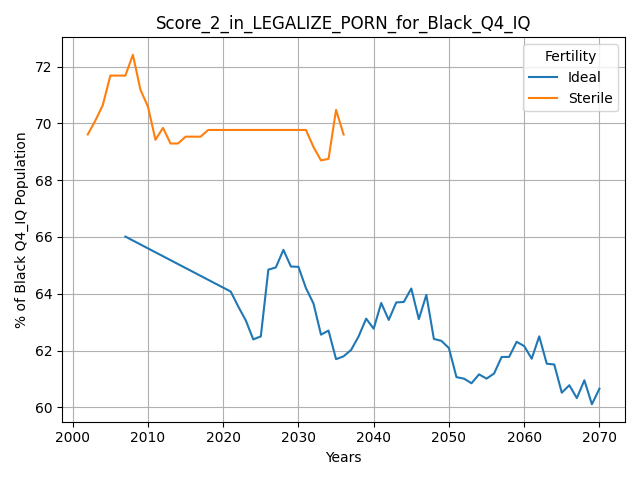 Score_2_in_LEGALIZE_PORN_for_Black_Q4_IQ
% of Black Q4_IQ Population
72
70
68
66
64
62
60
Fertility
Ideal
Sterile
2000 2010 2020 2030 2040 2050 2060 2070
Years